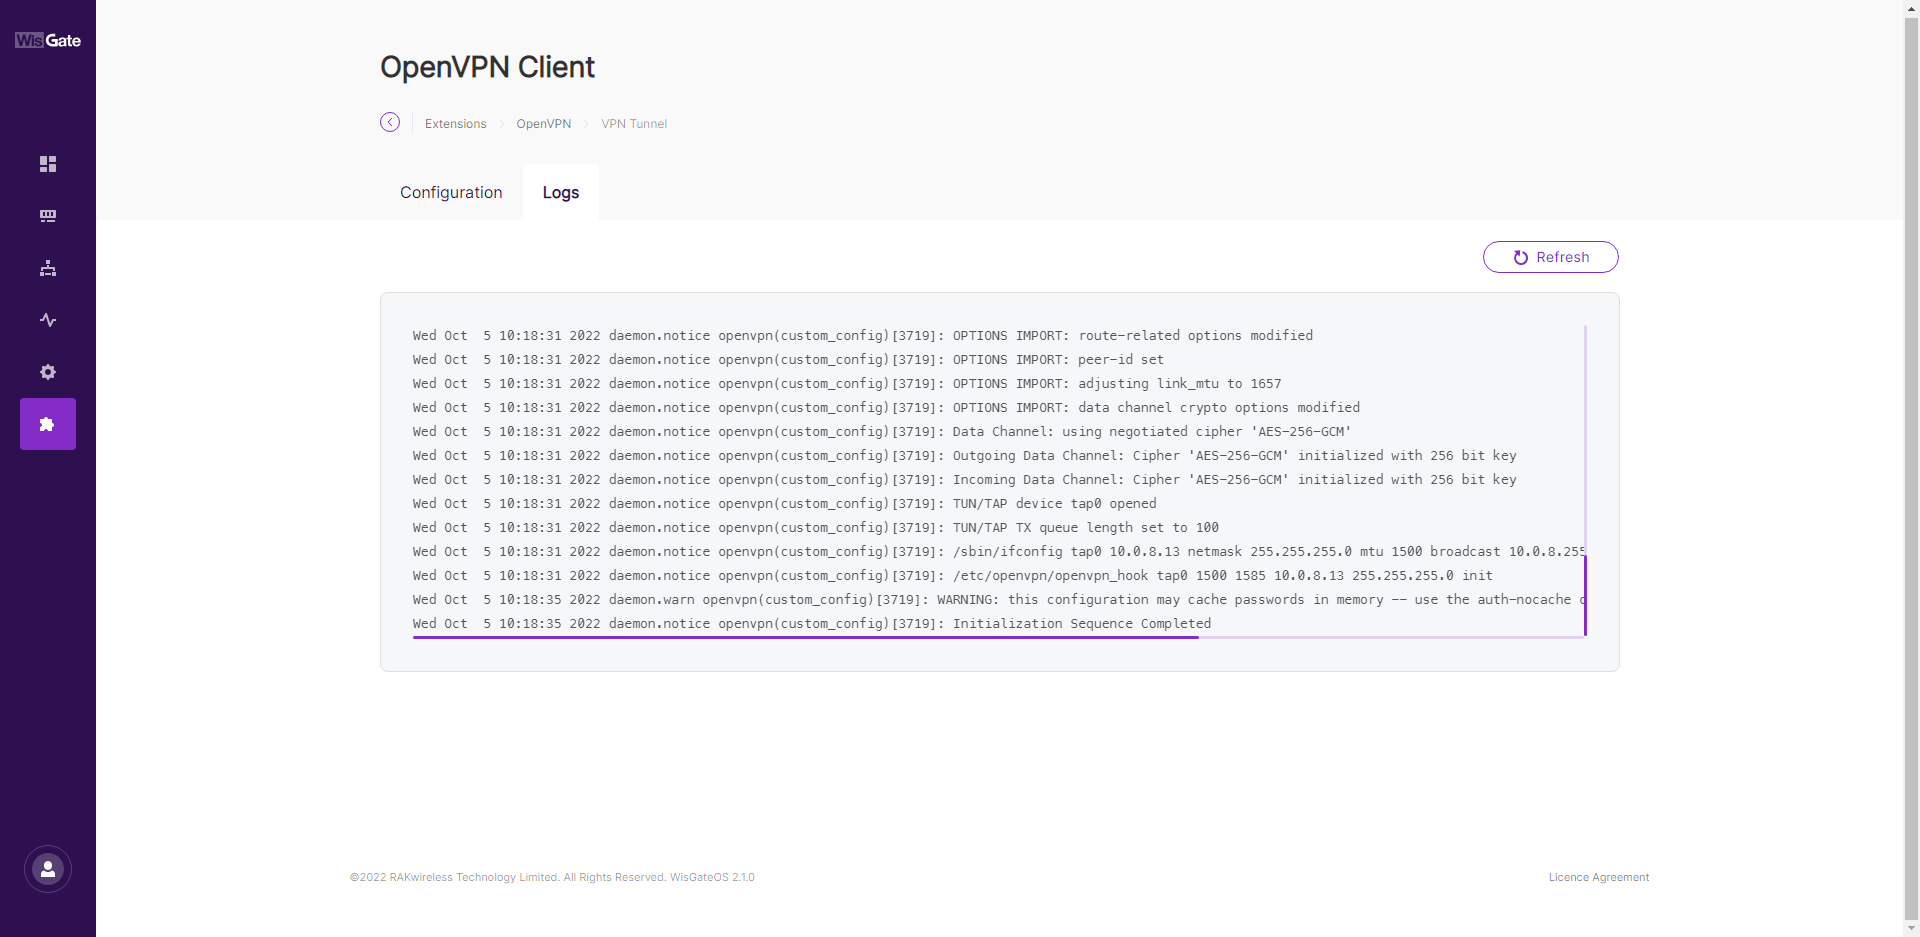 WisGate
OpenVPN Client
Extensions
OpenVPN
VPN Tunnel
Configuration
Logs
Refresh
Wed Oct  5 10:18:31 2022 daemon.notice openvpn(custom_config)[3719]: OPTIONS IMPORT: route-related options modified
Wed Oct  5 10:18:31 2022 daemon.notice openvpn(custom_config)[3719]: OPTIONS IMPORT: peer-id set
Wed Oct  5 10:18:31 2022 daemon.notice openvpn(custom_config)[3719]: OPTIONS IMPORT: adjusting link_mtu to 1657
Wed Oct  5 10:18:31 2022 daemon.notice openvpn(custom_config)[3719]: OPTIONS IMPORT: data channel crypto options modified
Wed Oct  5 10:18:31 2022 daemon.notice openvpn(custom_config)[3719]: Data Channel: using negotiated cipher 'AES-256-GCM'
Wed Oct  5 10:18:31 2022 daemon.notice openvpn(custom_config)[3719]: Outgoing Data Channel: Cipher 'AES-256-GCM' initialized with 256 bit key
Wed Oct  5 10:18:31 2022 daemon.notice openvpn(custom_config)[3719]: Incoming Data Channel: Cipher 'AES-256-GCM' initialized with 256 bit key
Wed Oct  5 10:18:31 2022 daemon.notice openvpn(custom_config)[3719]: TUN/TAP device tap0 opened
Wed Oct  5 10:18:31 2022 daemon.notice openvpn(custom_config)[3719]: TUN/TAP TX queue length set to 100
Wed Oct  5 10:18:31 2022 daemon.notice openvpn(custom_config)[3719]: /sbin/ifconfig tap0 10.0.8.13 netmask 255.255.255.0 mtu 1500 broadcast 10.0.8.255
Wed Oct  5 10:18:31 2022 daemon.notice openvpn(custom_config)[3719]: /etc/openvpn/openvpn_hook tap0 1500 1585 10.0.8.13 255.255.255.0 init
Wed Oct  5 10:18:35 2022 daemon.warn openvpn(custom_config)[3719]: WARNING: this configuration may cache passwords in memory -- use the auth-nocache
Wed Oct  5 10:18:35 2022 daemon.notice openvpn(custom_config)[3719]: Initialization Sequence Completed
©2022 RAKwireless Technology Limited. All Rights Reserved. WisGateOS 2.1.0
Licence Agreement